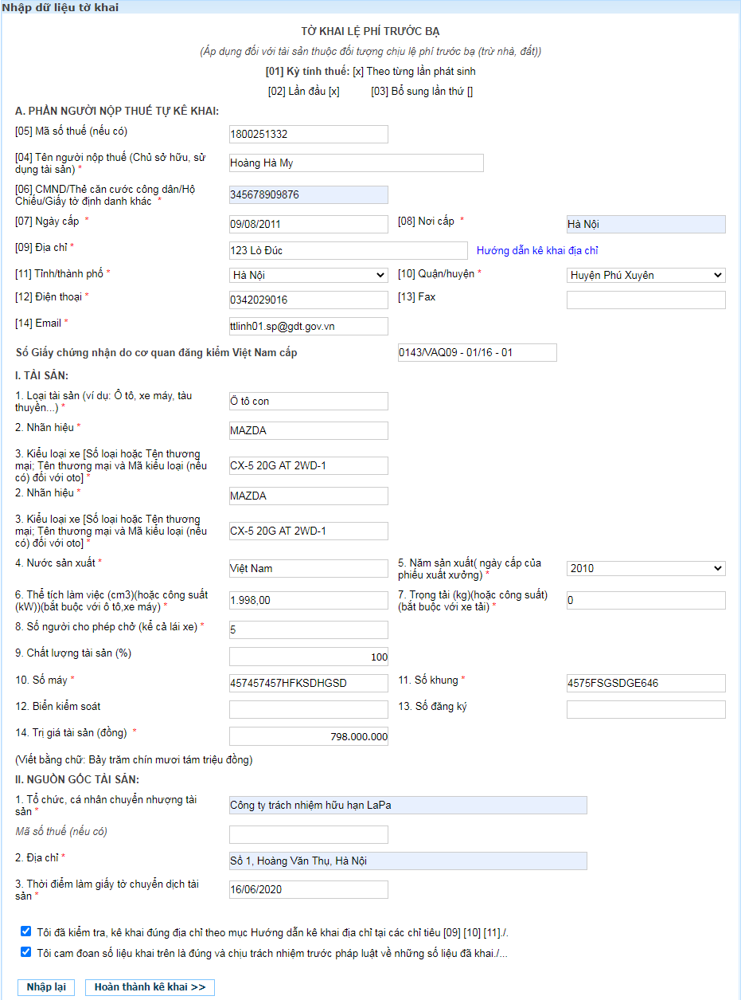 Nhập dữ liệu tờ khai
TỜ KHAI LỆ PHÍ TRƯỚC BẠ
(Áp dụng đối với tài sản thuộc đối tượng chịu lệ phí trước bạ (trừ nhà, đất))
[01] Kỳ tính thuế: [x] Theo từng lần phát sinh
[02] Lần đầu [x] [03] Bổ sung lần thứ []
A. PHẦN NGƯỜI NỘP THUẾ TỰ KÊ KHAI:
[05] Mã số thuế (nếu có) 1800251332
[04] Tên người nộp thuế (Chủ sở hữu, sử
dụng tài sản) * Hoàng Hà My
[06] CMND/Thẻ căn cước công dân/Hộ
Chiếu/Giấy tờ định danh khác * 345678909876
[07] Ngày cấp * 09/08/2011 [08] Nơi cấp * Hà Nội
[09] Địa chỉ * 123 Lò Đúc Hướng dẫn kê khai địa chỉ
[11] Tỉnh/thành phố * Hà Nội [10] Quận/huyện * Huyện Phú Xuyên
[12] Điện thoại * 0342029016 [13] Fax
[14] Email * ttlinh01.sp@gdt.gov.vn
Số Giấy chứng nhận do cơ quan đăng kiểm Việt Nam cấp 0143/VAQ09 - 01/16 - 01
I. TÀI SẢN:
1. Loại tài sản (ví dụ: Ô tô, xe máy, tàu
thuyền...) * Ô tô con
2. Nhãn hiệu * MAZDA
3. Kiểu loại xe [Số loại hoặc Tên thương
mại; Tên thương mại và Mã kiểu loại (nếu
có) đối với oto] * CX-5 20G AT 2WD-1
2. Nhãn hiệu * MAZDA
3. Kiểu loại xe [Số loại hoặc Tên thương
mại; Tên thương mại và Mã kiểu loại (nếu
có) đối với oto] * CX-5 20G AT 2WD-1
4. Nước sản xuất * Việt Nam 5. Năm sản xuất( ngày cấp của
phiếu xuất xưởng) * 2010
6. Thể tích làm việc (cm3)(hoặc công suất
(kW))(bắt buộc với ô tô,xe máy) * 1.998,00 7. Trọng tải (kg)(hoặc công suất)
(bắt buộc với xe tải) * 0
8. Số người cho phép chở (kể cả lái xe) * 5
9. Chất lượng tài sản (%) 100
10. Số máy * 457457457HFKSDHGSD 11. Số khung * 4575FSGSDGE646
12. Biển kiểm soát 13. Số đăng ký
14. Trị giá tài sản (đồng) * 798.000.000
(Viết bằng chữ: Bảy trăm chín mươi tám triệu đồng)
II. NGUỒN GỐC TÀI SẢN:
1. Tổ chức, cá nhân chuyển nhượng tài
sản * Công ty trách nhiệm hữu hạn LaPa
Mã số thuế (nếu có)
2. Địa chỉ * Số 1, Hoàng Văn Thụ, Hà Nội
3. Thời điểm làm giấy tờ chuyển dịch tài
sản * 16/06/2020
Tôi đã kiểm tra, kê khai đúng địa chỉ theo mục Hướng dẫn kê khai địa chỉ tại các chỉ tiêu [09] [10] [11]./.
Tôi cam đoan số liệu khai trên là đúng và chịu trách nhiệm trước pháp luật về những số liệu đã khai./...
Nhập lại Hoàn thành kê khai >>